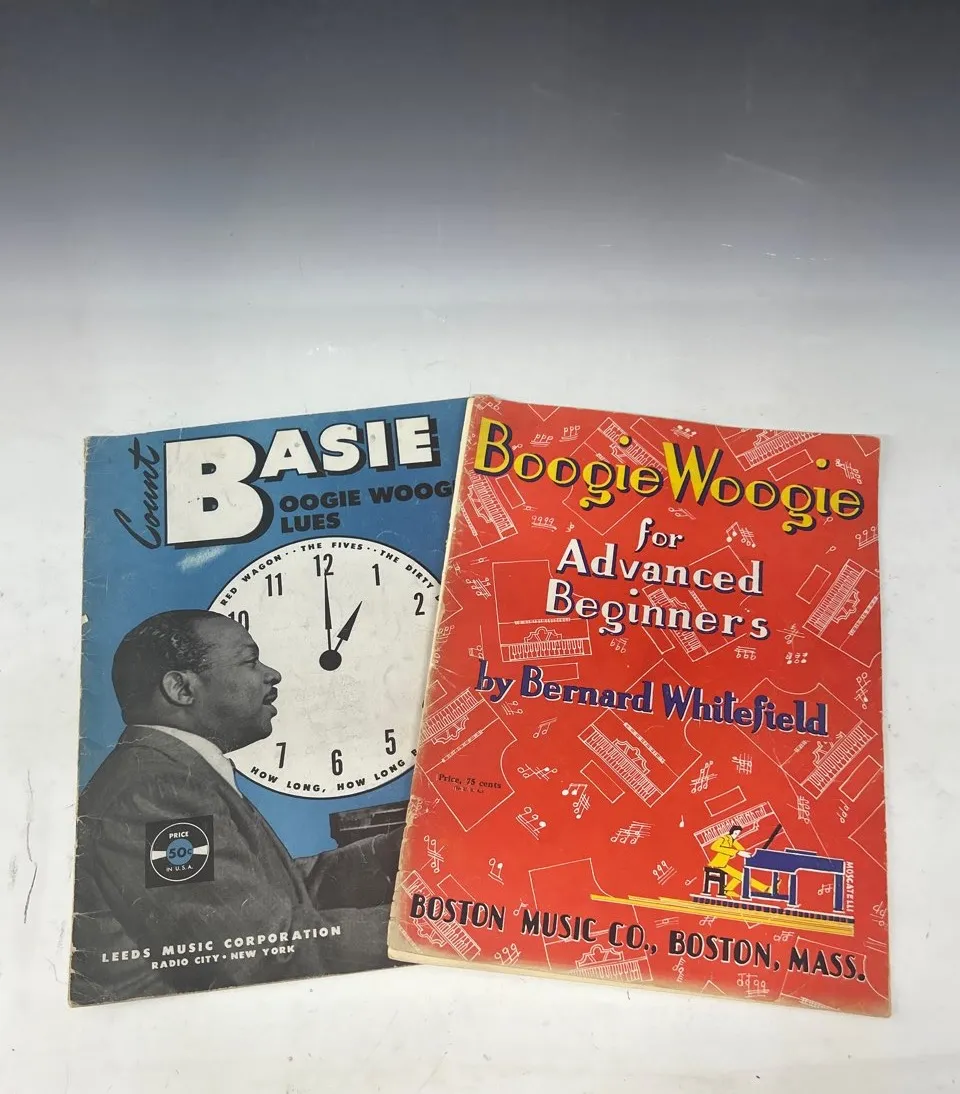 Count
BASIE
BOOGIE WOOG
BLUES
RED WAGON · · THE FIVES · · THE DIRTY
10 11 12 1 2
7 6 5
HOW LONG, HOW LONG
PRICE
50¢
IN U.S.A.
LEEDS MUSIC CORPORATION
RADIO CITY · NEW YORK
Boogie Woogie
for
Advanced
Beginners
by Bernard Whitefield
Price, 75 cents
MOSCATELLI
BOSTON MUSIC CO., BOSTON, MASS.